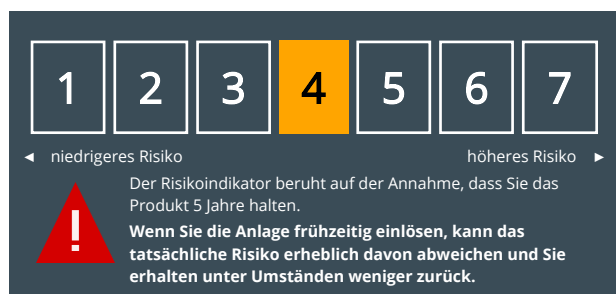 1 2 3 4 5 6 7
◄ niedrigeres Risiko höheres Risiko ►
Der Risikoindikator beruht auf der Annahme, dass Sie das
Produkt 5 Jahre halten.
Wenn Sie die Anlage frühzeitig einlösen, kann das
tatsächliche Risiko erheblich davon abweichen und Sie
erhalten unter Umständen weniger zurück.
!